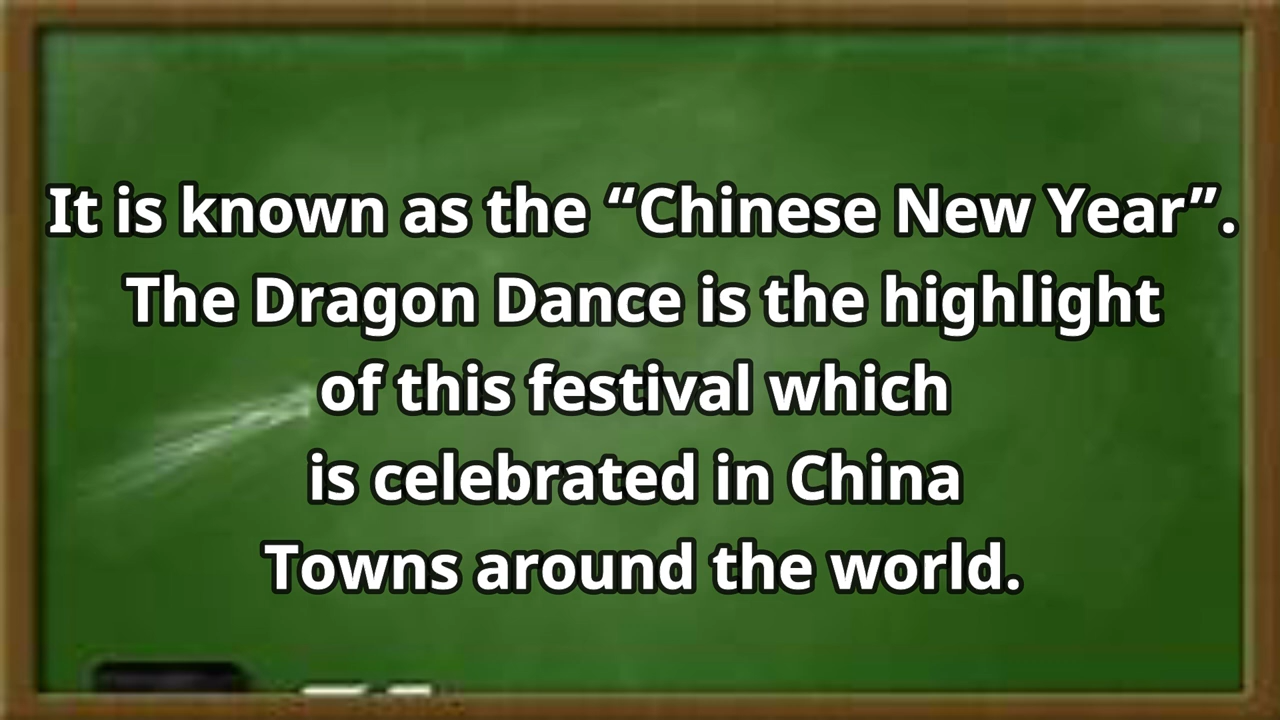 It is known as the “Chinese New Year”.
The Dragon Dance is the highlight
of this festival which
is celebrated in China
Towns around the world.